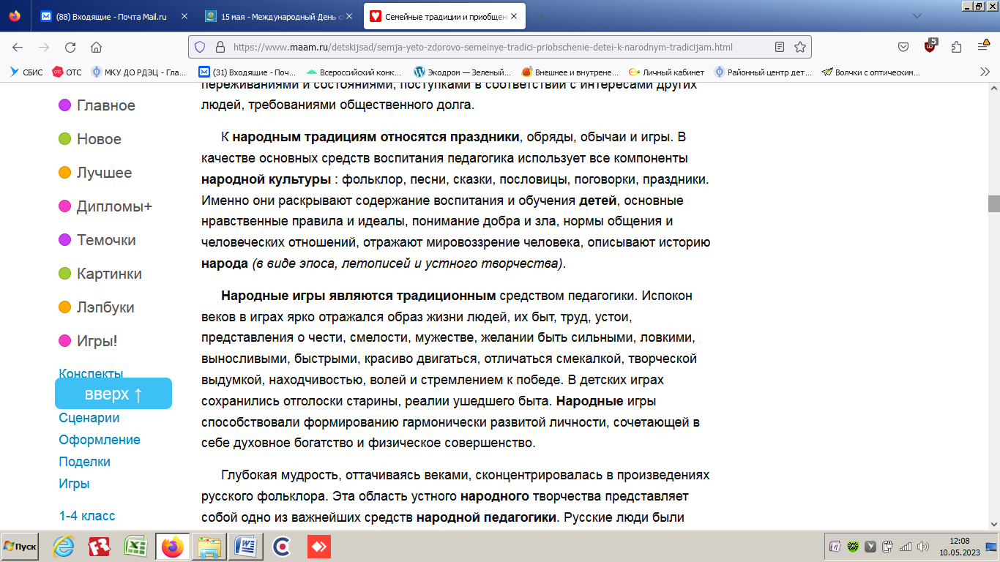 (88) Входящие - Почта Mail.ru
15 мая - Международный День с
Семейные традиции и приобщен
https://www.maam.ru/detskijsad/semja-yeto-zdorovo-semeinye-tradici-priobschenie-detei-k-narodnym-tradicijam.html
5
СБИС
ОТС
МКУ ДО РДЭЦ - Гла...
(31) Входящие - Поч...
Всероссийский конк...
Экодром — Зеленый...
Внешнее и внутрене...
Личный кабинет
Районный центр дет...
Волчки с оптическим...
Главное
Новое
Лучшее
Дипломы+
Темочки
Картинки
Лэпбуки
Игры!
Конспекты
вверх ↑
Сценарии
Оформление
Поделки
Игры
1-4 класс
переживаниями и состояниями, поступками в соответствии с интересами других
людей, требованиями общественного долга.
К народным традициям относятся праздники, обряды, обычаи и игры. В
качестве основных средств воспитания педагогика использует все компоненты
народной культуры : фольклор, песни, сказки, пословицы, поговорки, праздники.
Именно они раскрывают содержание воспитания и обучения детей, основные
нравственные правила и идеалы, понимание добра и зла, нормы общения и
человеческих отношений, отражают мировоззрение человека, описывают историю
народа (в виде эпоса, летописей и устного творчества).
Народные игры являются традиционным средством педагогики. Испокон
веков в играх ярко отражался образ жизни людей, их быт, труд, устои,
представления о чести, смелости, мужестве, желании быть сильными, ловкими,
выносливыми, быстрыми, красиво двигаться, отличаться смекалкой, творческой
выдумкой, находчивостью, волей и стремлением к победе. В детских играх
сохранились отголоски старины, реалии ушедшего быта. Народные игры
способствовали формированию гармонически развитой личности, сочетающей в
себе духовное богатство и физическое совершенство.
Глубокая мудрость, оттачиваясь веками, сконцентрировалась в произведениях
русского фольклора. Эта область устного народного творчества представляет
собой одно из важнейших средств народной педагогики. Русские люди были
Пуск
12:08
10.05.2023